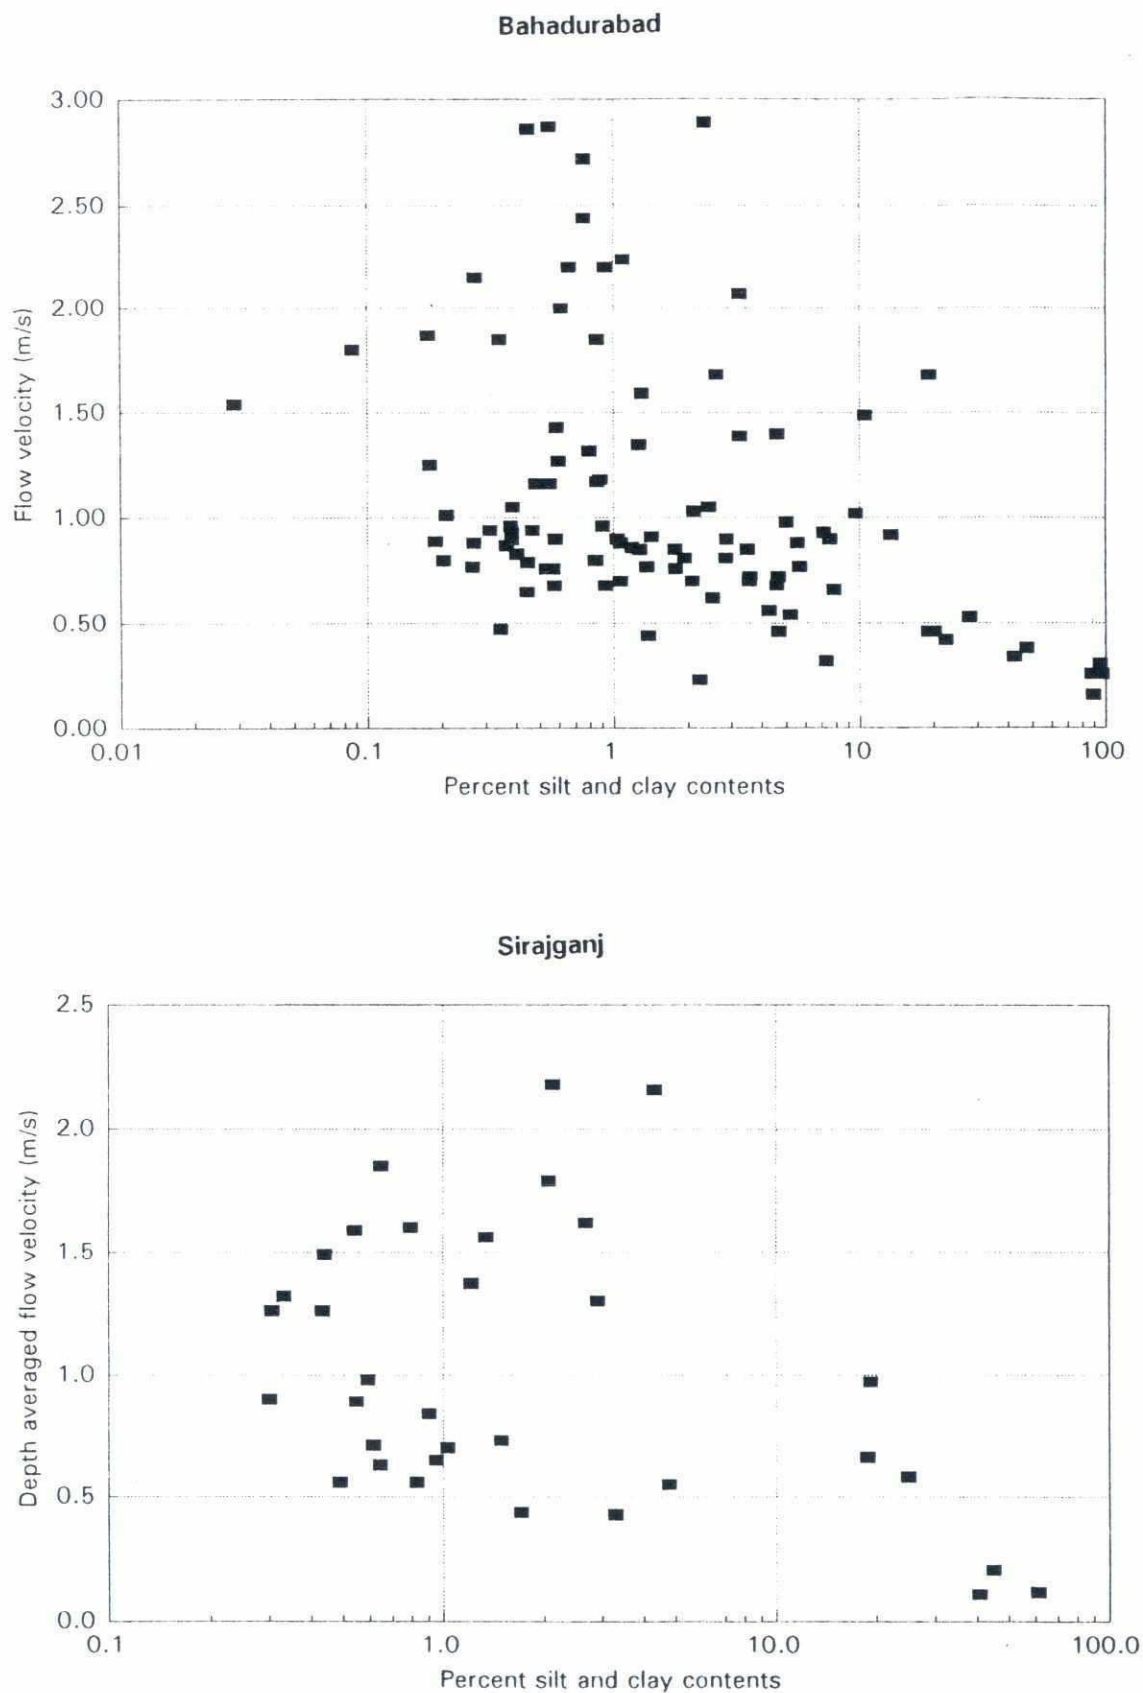 Bahadurabad
3.00
2.50
2.00
1.50
1.00
0.50
0.00
Flow velocity (m/s)
0.01 0.1 1 10 100
Percent silt and clay contents
Sirajganj
2.5
2.0
1.5
1.0
0.5
0.0
Depth averaged flow velocity (m/s)
0.1 1.0 10.0 100.0
Percent silt and clay contents